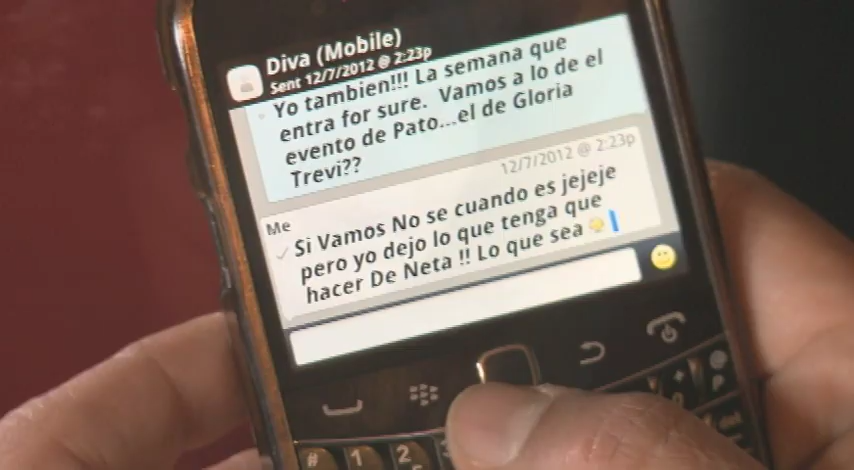 Diva (Mobile)
Sent 12/7/2012 @ 2:23p
Yo tambien!!! La semana que
entra for sure. Vamos a lo de el
evento de Pato...el de Gloria
Trevi??
12/7/2012 @ 2:23p
Me
Si Vamos No se cuando es jejeje
pero yo dejo lo que tenga que
hacer De Neta !! Lo que sea
# 1 2